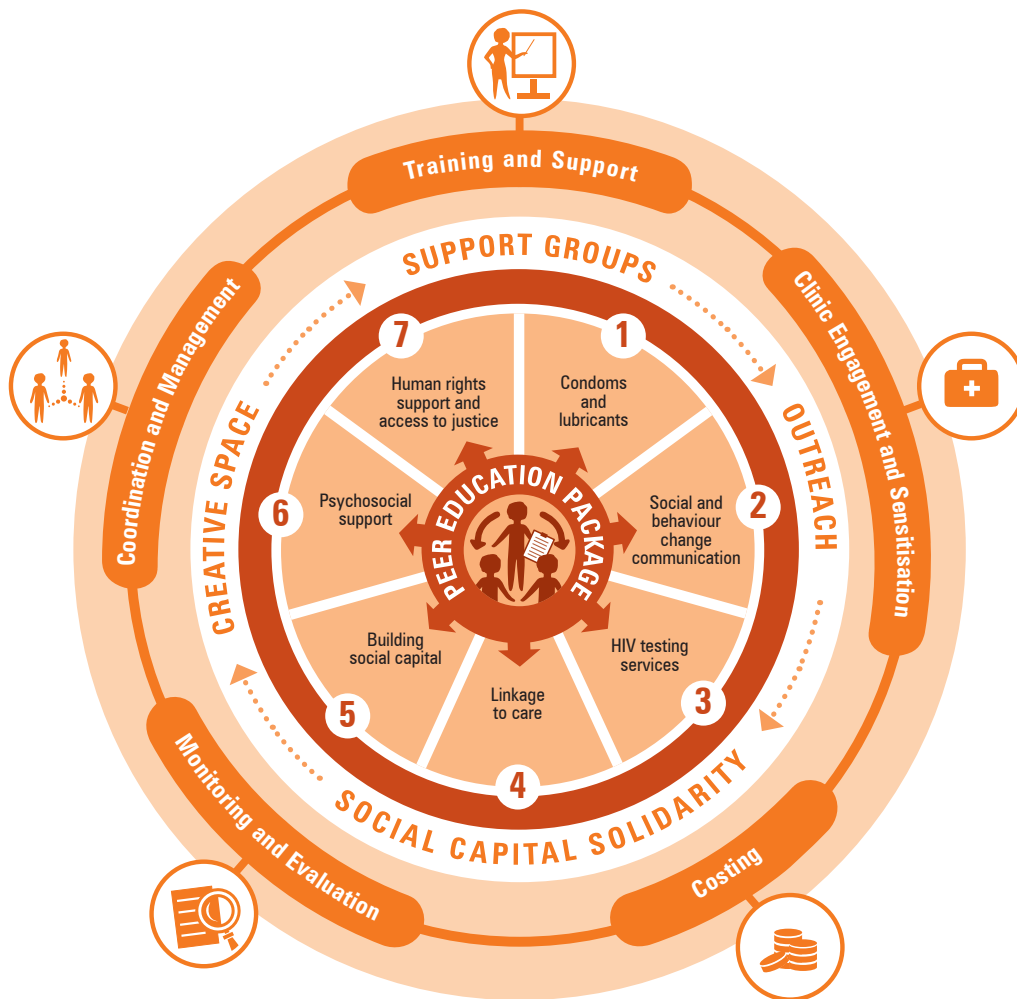 Training and Support
Clinic Engagement and Sensitisation
Costing
Monitoring and Evaluation
Coordination and Management
SUPPORT GROUPS
OUTREACH
SOCIAL CAPITAL SOLIDARITY
CREATIVE SPACE
1
Condoms
and
lubricants
2
Social and
behaviour
change
communication
3
HIV testing
services
4
Linkage
to care
5
Building
social capital
6
Psychosocial
support
7
Human rights
support and
access to justice
PEER EDUCATION PACKAGE